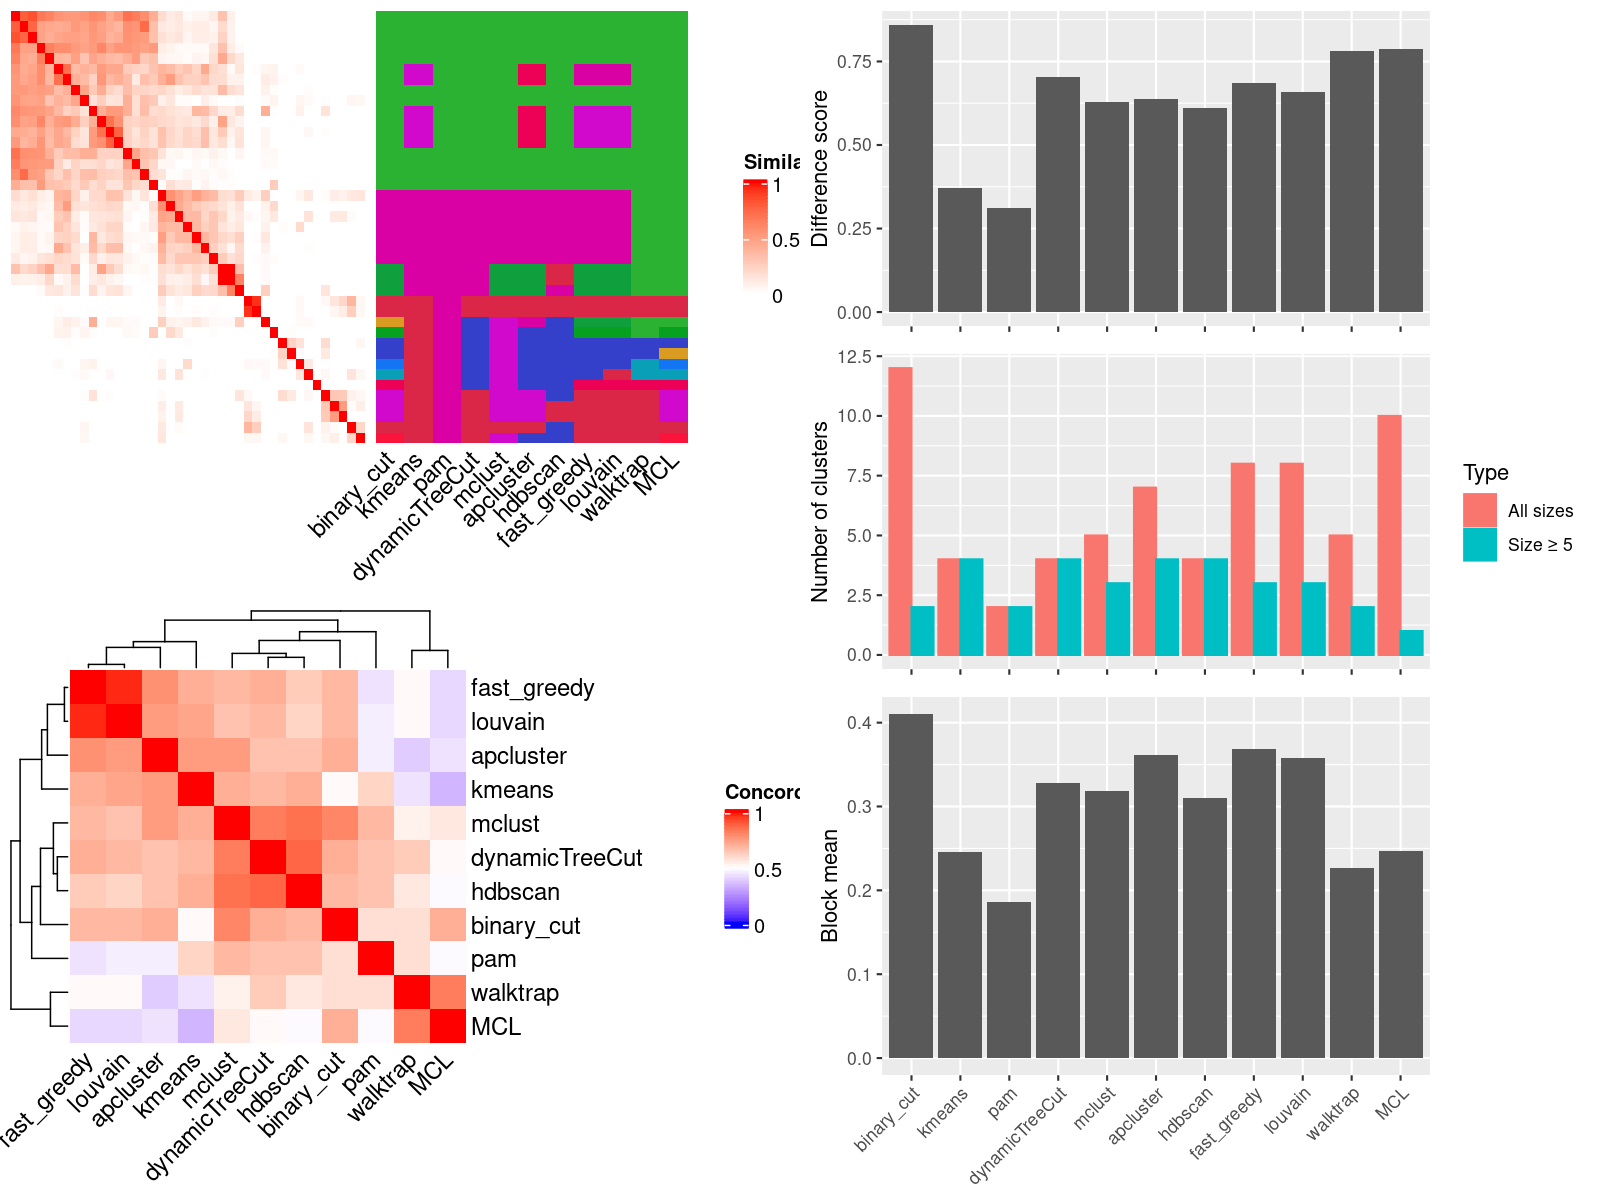 Simila
1
0.5
0
binary_cut
kmeans
pam
dynamicTreeCut
mclust
apcluster
hdbscan
fast_greedy
louvain
walktrap
MCL
fast_greedy
louvain
apcluster
kmeans
mclust
dynamicTreeCut
hdbscan
binary_cut
pam
walktrap
MCL
Concord
1
0.5
0
fast_greedy
louvain
apcluster
kmeans
mclust
dynamicTreeCut
hdbscan
binary_cut
pam
walktrap
MCL
Difference score
0.75
0.50
0.25
0.00
Number of clusters
12.5
10.0
7.5
5.0
2.5
0.0
Type
All sizes
Size ≥ 5
Block mean
0.4
0.3
0.2
0.1
0.0
binary_cut
kmeans
pam
dynamicTreeCut
mclust
apcluster
hdbscan
fast_greedy
louvain
walktrap
MCL